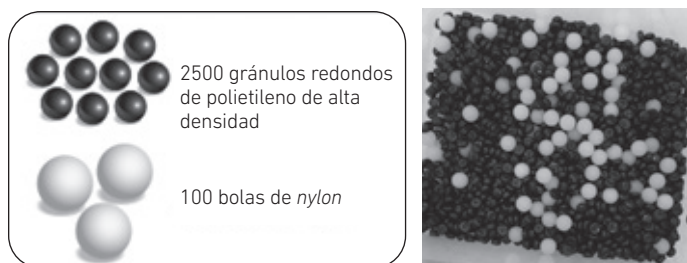 2500 gránulos redondos
de polietileno de alta
densidad
100 bolas de nylon